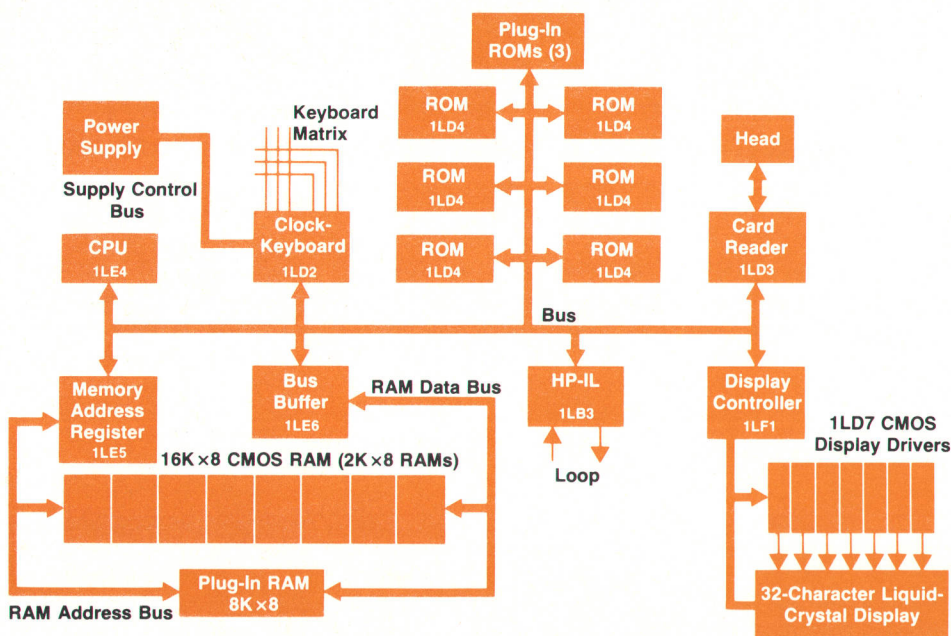 Plug-In
ROMs (3)
ROM
1LD4
ROM
1LD4
Keyboard
Matrix
Power
Supply
Head
ROM
1LD4
ROM
1LD4
Supply Control
Bus
Clock-
Keyboard
1LD2
Card
Reader
1LD3
CPU
1LE4
ROM
1LD4
ROM
1LD4
Bus
Memory
Address
Register
1LE5
Bus
Buffer
1LE6
RAM Data Bus
HP-IL
1LB3
Display
Controller
1LF1
1LD7 CMOS
Display Drivers
16K×8 CMOS RAM (2K×8 RAMs)
Loop
Plug-In RAM
8K×8
RAM Address Bus
32-Character Liquid-
Crystal Display